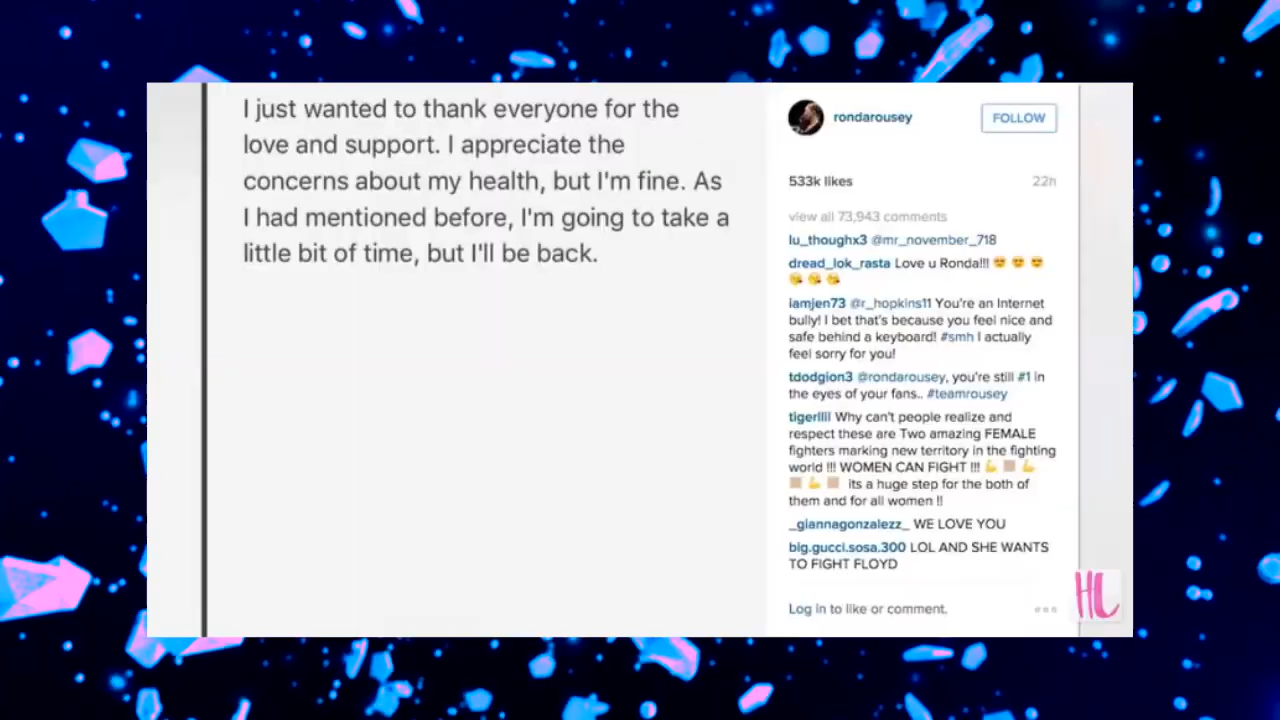 I just wanted to thank everyone for the
love and support. I appreciate the
concerns about my health, but I'm fine. As
I had mentioned before, I'm going to take a
little bit of time, but I'll be back.
rondarousey
FOLLOW
533k likes
22h
view all 73,943 comments
lu_thoughx3 @mr_november_718
dread_lok_rasta Love u Ronda!!! 😍 😍 😍
😘 😘 😘
iamjen73 @r_hopkins11 You're an Internet
bully! I bet that's because you feel nice and
safe behind a keyboard! #smh I actually
feel sorry for you!
tdodgion3 @rondarousey, you're still #1 in
the eyes of your fans.. #teamrousey
tigerllll Why can't people realize and
respect these are Two amazing FEMALE
fighters marking new territory in the fighting
world !!! WOMEN CAN FIGHT !!! 💪🏼 💪
🏼 💪🏼 its a huge step for the both of
them and for all women !!
_giannagonzalezz_ WE LOVE YOU
big.gucci.sosa.300 LOL AND SHE WANTS
TO FIGHT FLOYD
Log in to like or comment.
HL